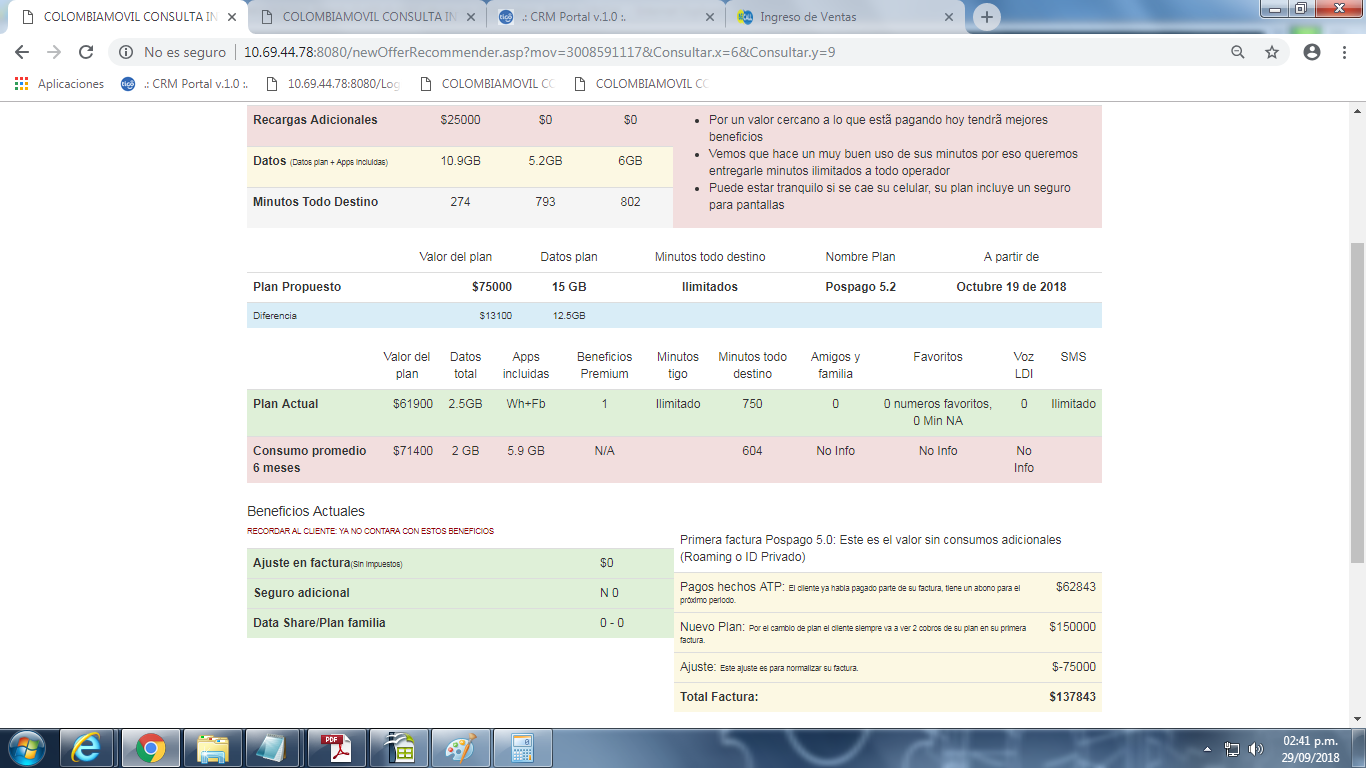 COLOMBIAMOVIL CONSULTA IN
COLOMBIAMOVIL CONSULTA IN
.: CRM Portal v.1.0 :.
Ingreso de Ventas
No es seguro | 10.69.44.78:8080/newOfferRecommender.asp?mov=3008591117&Consultar.x=6&Consultar.y=9
Aplicaciones
tigo
.: CRM Portal v.1.0 :.
10.69.44.78:8080/Log
COLOMBIAMOVIL CO
COLOMBIAMOVIL CO
Recargas Adicionales $25000 $0 $0
Datos (Datos plan + Apps Incluidas) 10.9GB 5.2GB 6GB
Minutos Todo Destino 274 793 802
• Por un valor cercano a lo que estã pagando hoy tendrã mejores
beneficios
• Vemos que hace un muy buen uso de sus minutos por eso queremos
entregarle minutos ilimitados a todo operador
• Puede estar tranquilo si se cae su celular, su plan incluye un seguro
para pantallas
Valor del plan Datos plan Minutos todo destino Nombre Plan A partir de
Plan Propuesto $75000 15 GB Ilimitados Pospago 5.2 Octubre 19 de 2018
Diferencia $13100 12.5GB
Valor del Datos Apps Beneficios Minutos Minutos todo Amigos y Favoritos Voz SMS
plan total incluidas Premium tigo destino familia LDI
Plan Actual $61900 2.5GB Wh+Fb 1 Ilimitado 750 0 0 numeros favoritos, 0 Ilimitado
0 Min NA
Consumo promedio $71400 2 GB 5.9 GB N/A 604 No Info No Info No
6 meses Info
Beneficios Actuales
RECORDAR AL CLIENTE: YA NO CONTARA CON ESTOS BENEFICIOS
Ajuste en factura(Sin Impuestos) $0
Seguro adicional N 0
Data Share/Plan familia 0 - 0
Primera factura Pospago 5.0: Este es el valor sin consumos adicionales
(Roaming o ID Privado)
Pagos hechos ATP: El cliente ya habla pagado parte de su factura, tiene un abono para el $62843
próximo periodo.
Nuevo Plan: Por el cambio de plan el cliente siempre va a ver 2 cobros de su plan en su primera $150000
factura.
Ajuste: Este ajuste es para normalizar su factura. $-75000
Total Factura: $137843
PDF
02:41 p.m.
29/09/2018